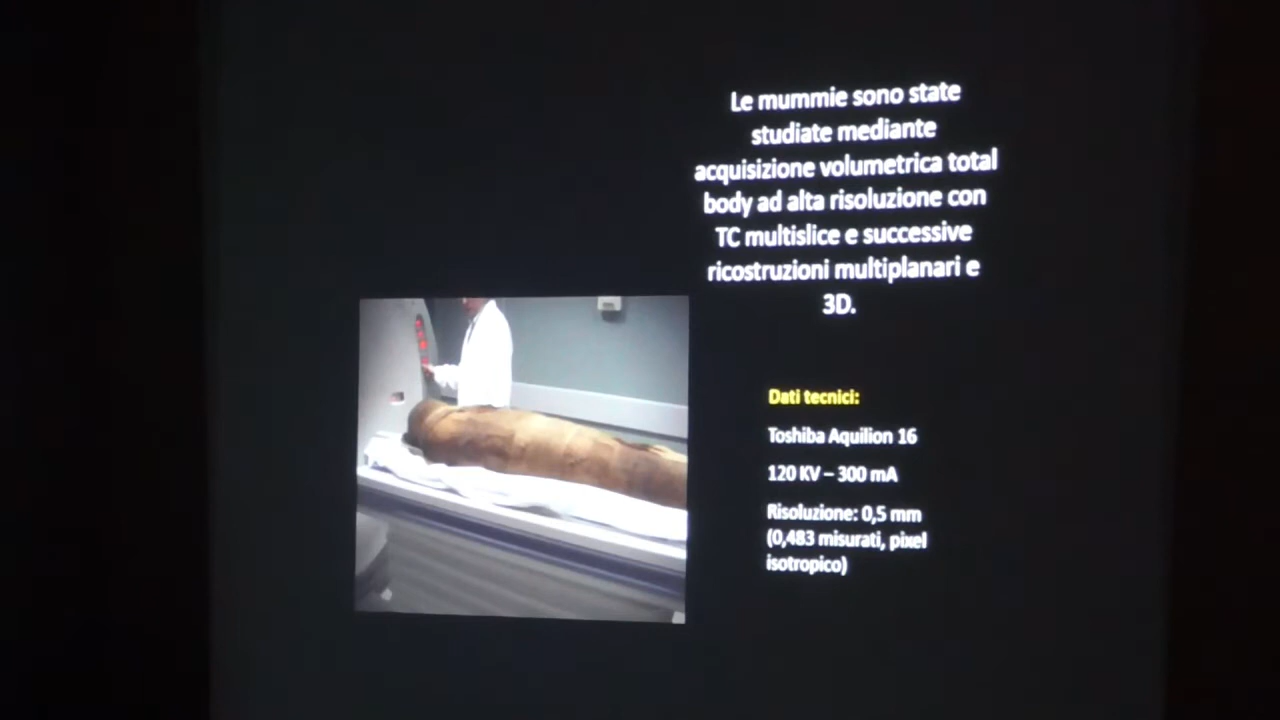 Le mummie sono state
studiate mediante
acquisizione volumetrica total
body ad alta risoluzione con
TC multislice e successive
ricostruzioni multiplanari e
3D.
Dati tecnici:
Toshiba Aquilion 16
120 KV – 300 mA
Risoluzione: 0,5 mm
(0,483 misurati, pixel
isotropico)